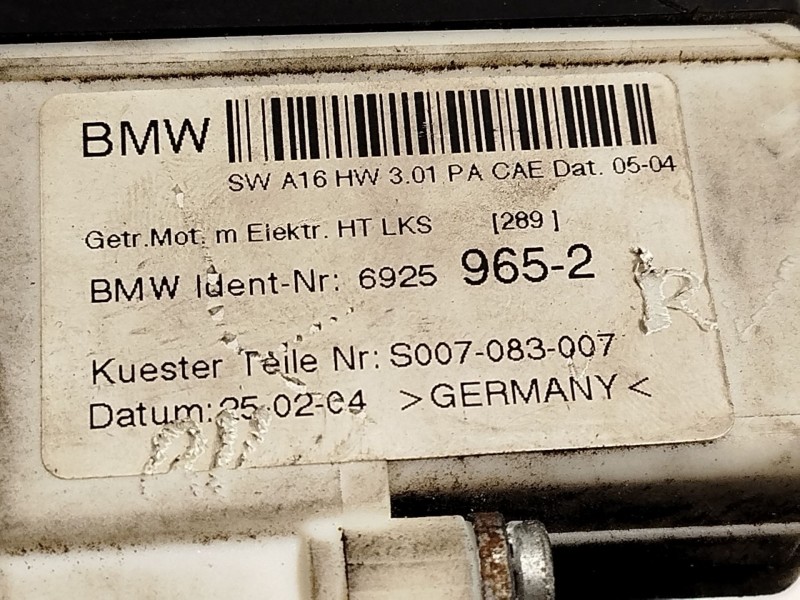 BMW
SW A16 HW 3.01 PA CAE Dat. 05-04
Getr.Mot. m Elektr. HT LKS [289 ]
BMW Ident-Nr: 6925 965-2
Kuester Teile Nr: S007-083-007
Datum:25-02-04 >GERMANY<